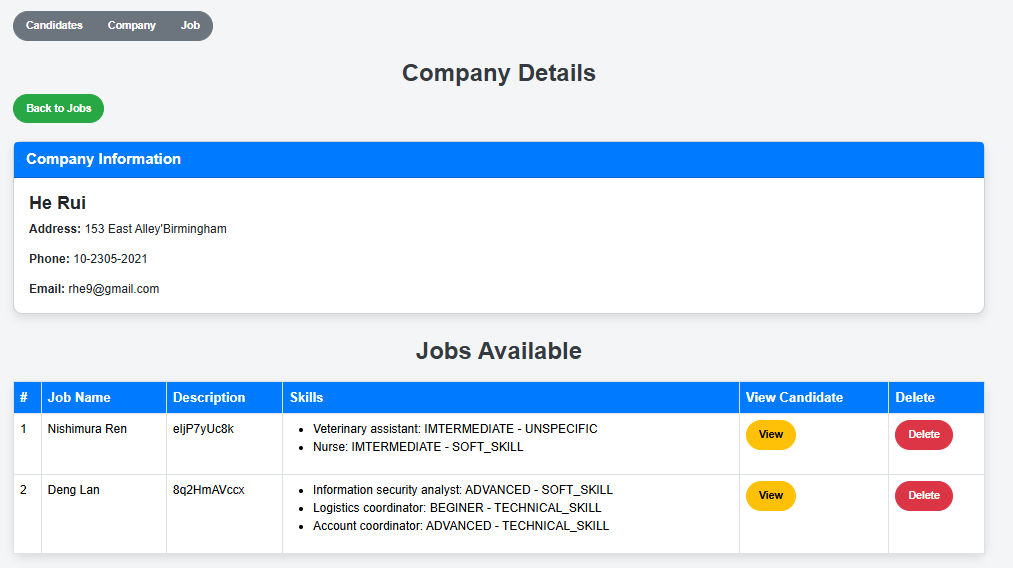 Candidates Company Job
Company Details
Back to Jobs
Company Information
He Rui
Address: 153 East Alley'Birmingham
Phone: 10-2305-2021
Email: rhe9@gmail.com
Jobs Available
# Job Name Description Skills View Candidate Delete
1 Nishimura Ren eIjP7yUc8k Veterinary assistant: IMTERMEDIATE - UNSPECIFIC View Delete
Nurse: IMTERMEDIATE - SOFT_SKILL
2 Deng Lan 8q2HmAVccx Information security analyst: ADVANCED - SOFT_SKILL View Delete
Logistics coordinator: BEGINER - TECHNICAL_SKILL
Account coordinator: ADVANCED - TECHNICAL_SKILL